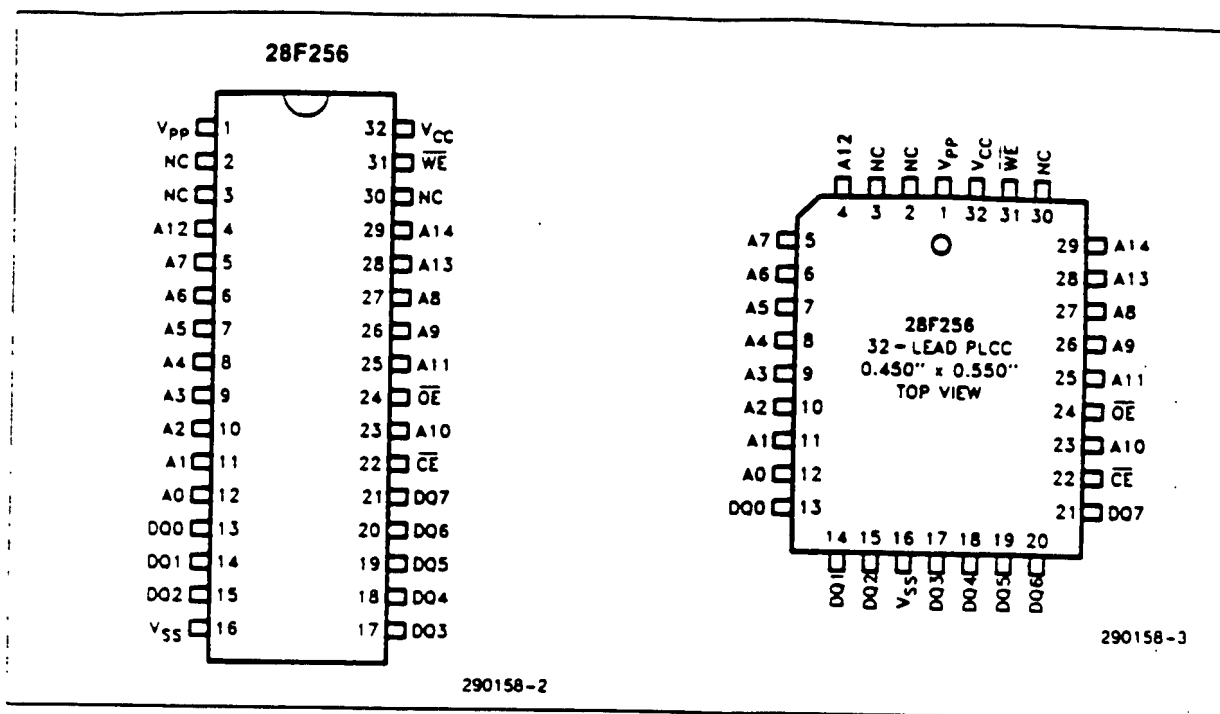 28F256
VPP 1 32 VCC
NC 2 31 W̅E̅
NC 3 30 NC
A12 4 29 A14
A7 5 28 A13
A6 6 27 A8
A5 7 26 A9
A4 8 25 A11
A3 9 24 O̅E̅
A2 10 23 A10
A1 11 22 C̅E̅
A0 12 21 DQ7
DQ0 13 20 DQ6
DQ1 14 19 DQ5
DQ2 15 18 DQ4
VSS 16 17 DQ3
290158-2
A12 NC NC VPP VCC W̅E̅ NC
4 3 2 1 32 31 30
A7 5 29 A14
A6 6 28 A13
A5 7 27 A8
A4 8 26 A9
A3 9 25 A11
A2 10 24 O̅E̅
A1 11 23 A10
A0 12 22 C̅E̅
DQ0 13 21 DQ7
28F256
32-LEAD PLCC
0.450" x 0.550"
TOP VIEW
14 15 16 17 18 19 20
DQ1 DQ2 VSS DQ3 DQ4 DQ5 DQ6
290158-3